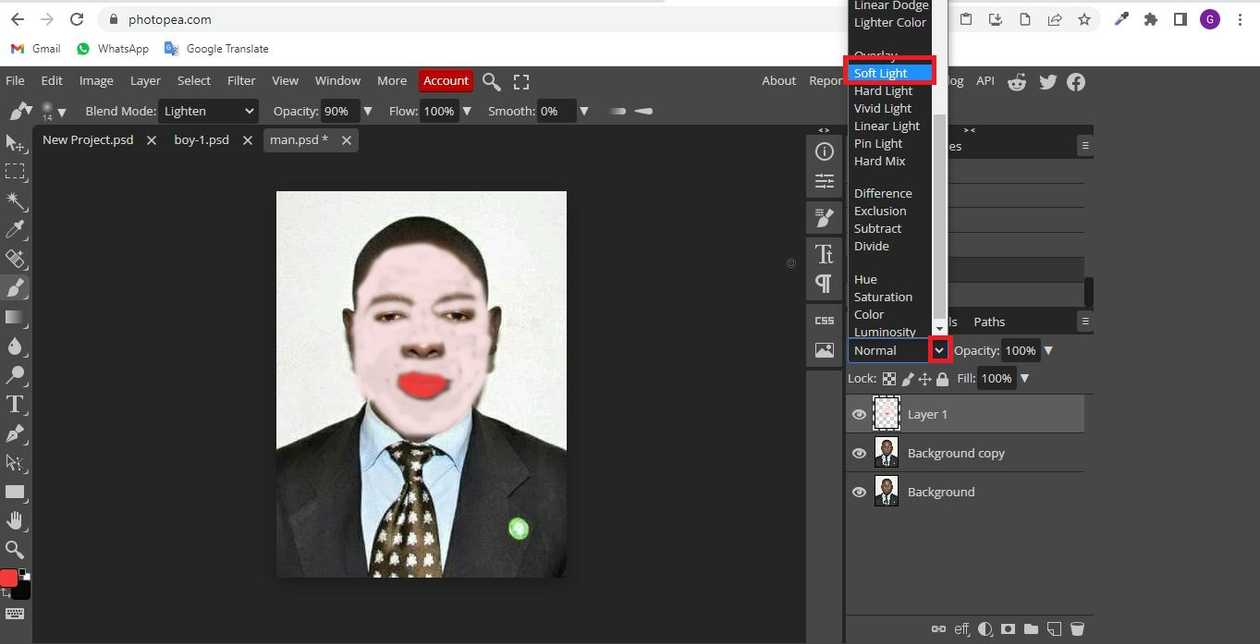 photopea.com
G
Gmail
WhatsApp
Google Translate
Linear Dodge
Lighter Color
Overlay
Soft Light
Hard Light
Vivid Light
Linear Light
Pin Light
Hard Mix
Difference
Exclusion
Subtract
Divide
Hue
Saturation
Color
Luminosity
File Edit Image Layer Select Filter View Window More Account
About Repor og API
14 Blend Mode: Lighten Opacity: 90% Flow: 100% Smooth: 0%
New Project.psd boy-1.psd man.psd *
< > > <
es
Tt
¶
CSS
ls Paths
Normal Opacity: 100%
Lock: Fill: 100%
Layer 1
Background copy
Background
T
eff